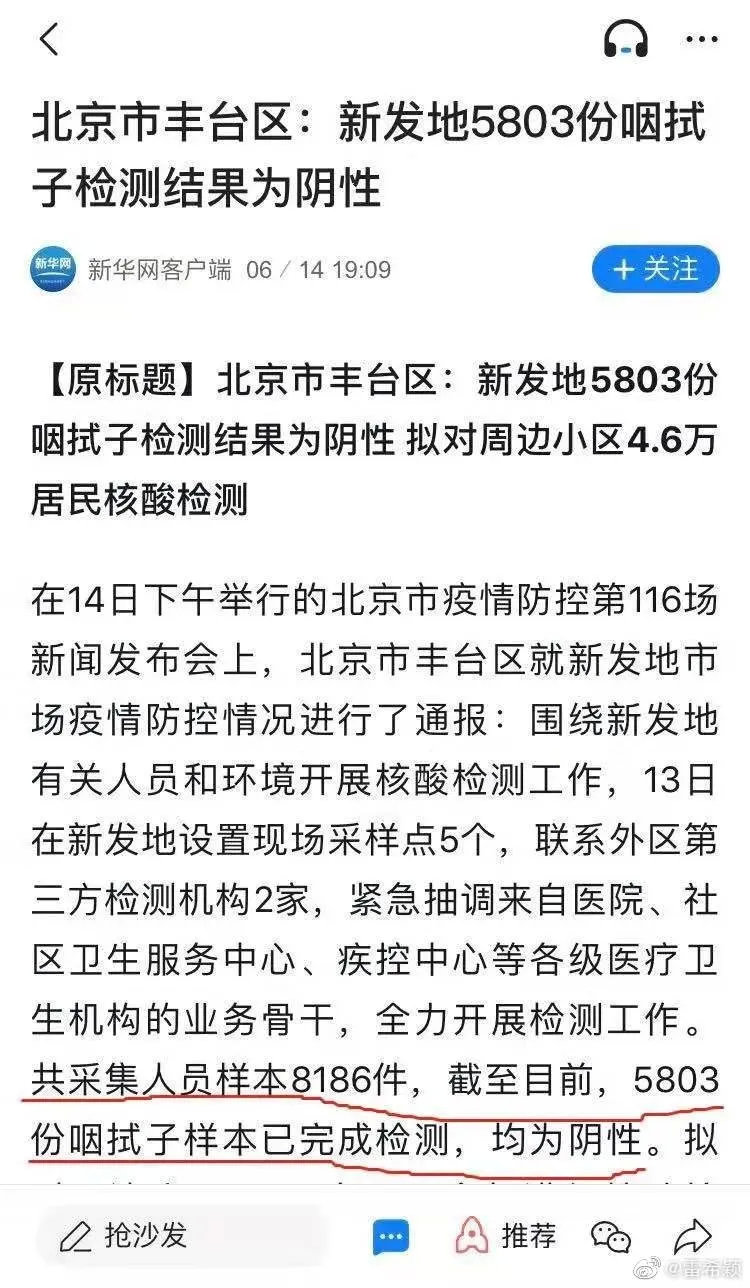 北京市丰台区：新发地5803份咽拭
子检测结果为阴性
新华网
新华网客户端 06／14 19:09
＋关注
【原标题】北京市丰台区：新发地5803份
咽拭子检测结果为阴性 拟对周边小区4.6万
居民核酸检测
在14日下午举行的北京市疫情防控第116场
新闻发布会上，北京市丰台区就新发地市
场疫情防控情况进行了通报：围绕新发地
有关人员和环境开展核酸检测工作，13日
在新发地设置现场采样点5个，联系外区第
三方检测机构2家，紧急抽调来自医院、社
区卫生服务中心、疾控中心等各级医疗卫
生机构的业务骨干，全力开展检测工作。
共采集人员样本8186件，截至目前，5803
份咽拭子样本已完成检测，均为阴性。拟
抢沙发
推荐
@雷希颖